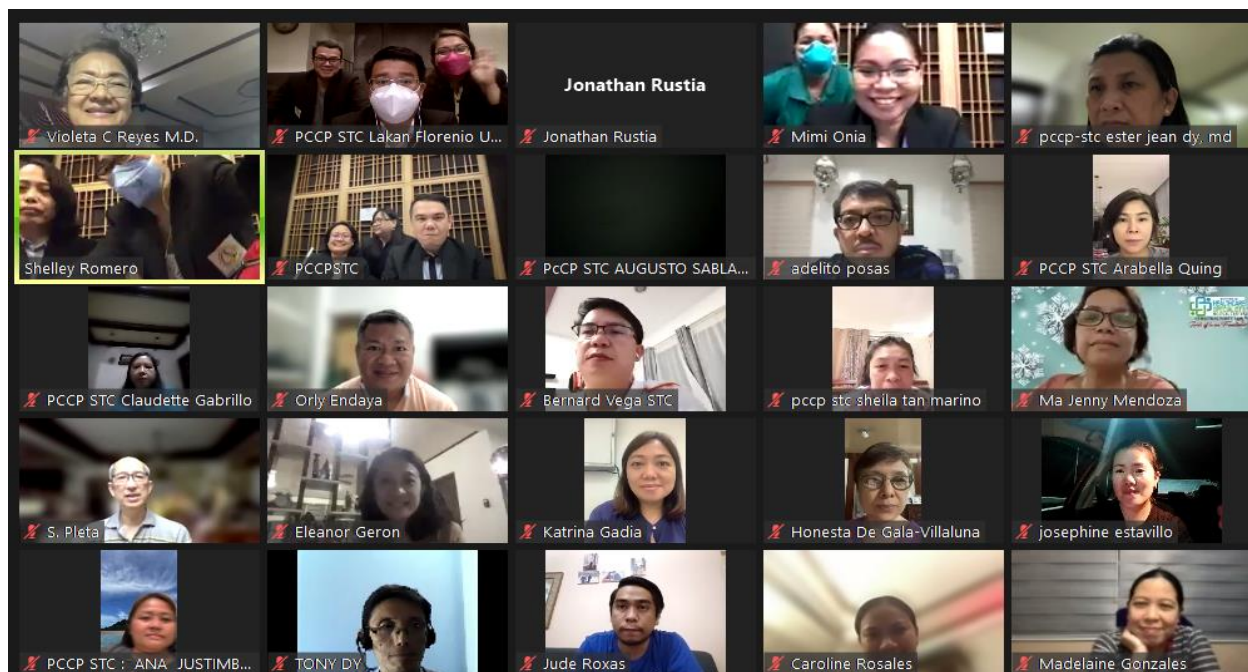 Violeta C Reyes M.D.
PCCP STC Lakan Florenio U...
Jonathan Rustia
Jonathan Rustia
Mimi Onia
pccp-stc ester jean dy, md
Shelley Romero
PCCPSTC
PcCP STC AUGUSTO SABLA...
adelito posas
PCCP STC Arabella Quing
PCCP STC Claudette Gabrillo
Orly Endaya
Bernard Vega STC
pccp stc sheila tan marino
Ma Jenny Mendoza
S. Pleta
Eleanor Geron
Katrina Gadia
Honesta De Gala-Villaluna
josephine estavillo
PCCP STC : ANA JUSTIMB...
TONY DY
Jude Roxas
Caroline Rosales
Madelaine Gonzales